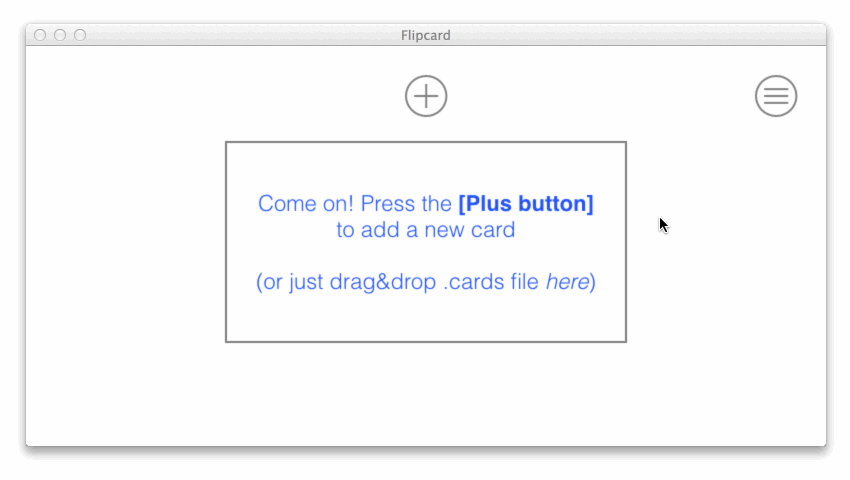 Flipcard
Come on! Press the [Plus button]
to add a new card
(or just drag&drop .cards file here)